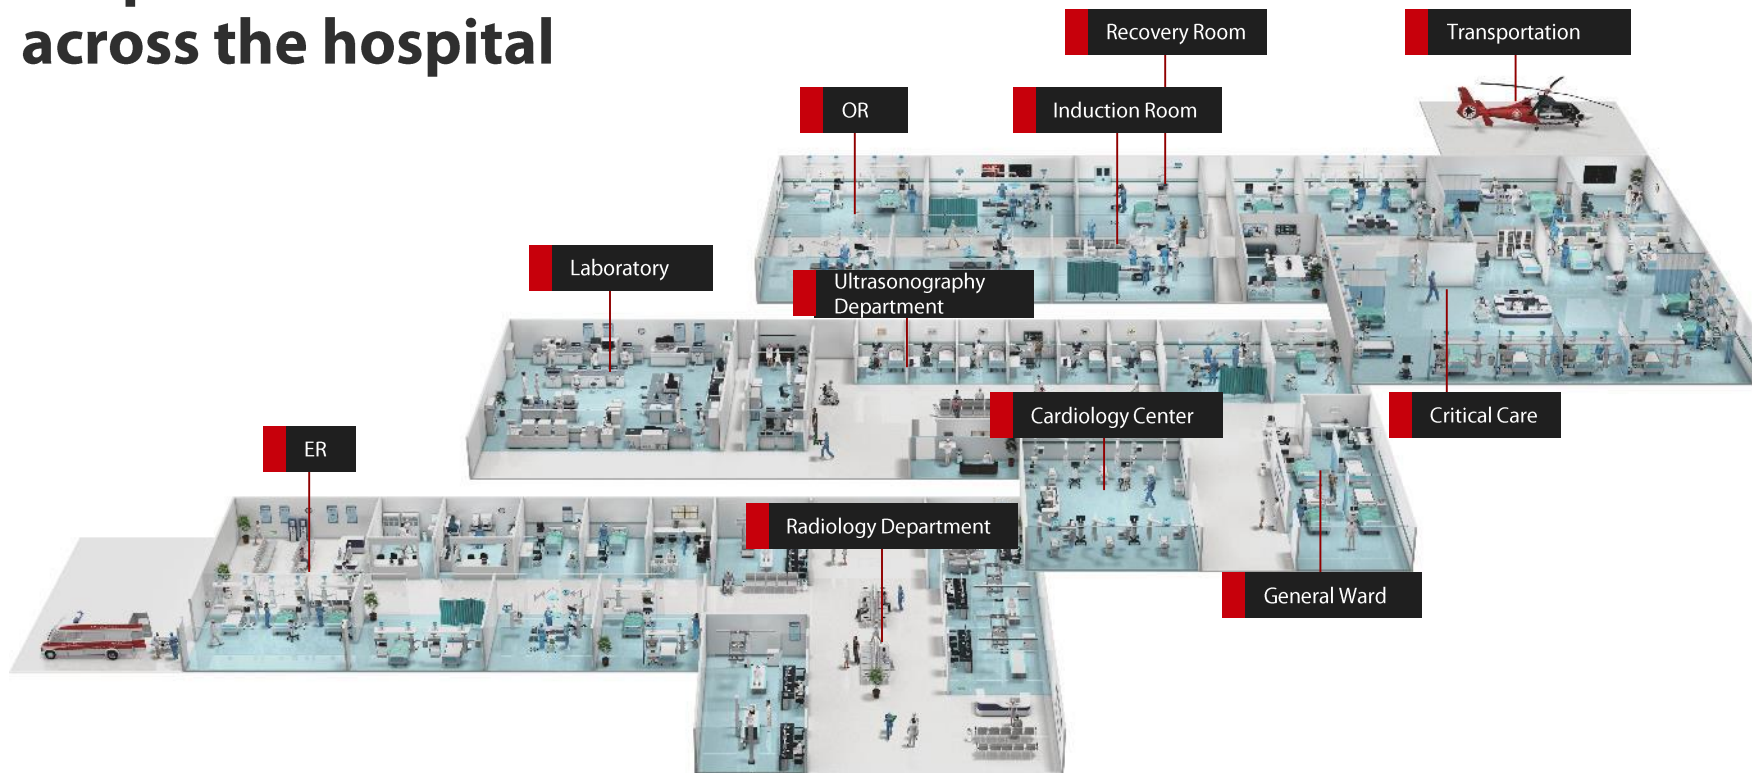 across the hospital
Recovery Room
Transportation
OR
Induction Room
Laboratory
Ultrasonography
Department
Cardiology Center
Critical Care
ER
Radiology Department
General Ward